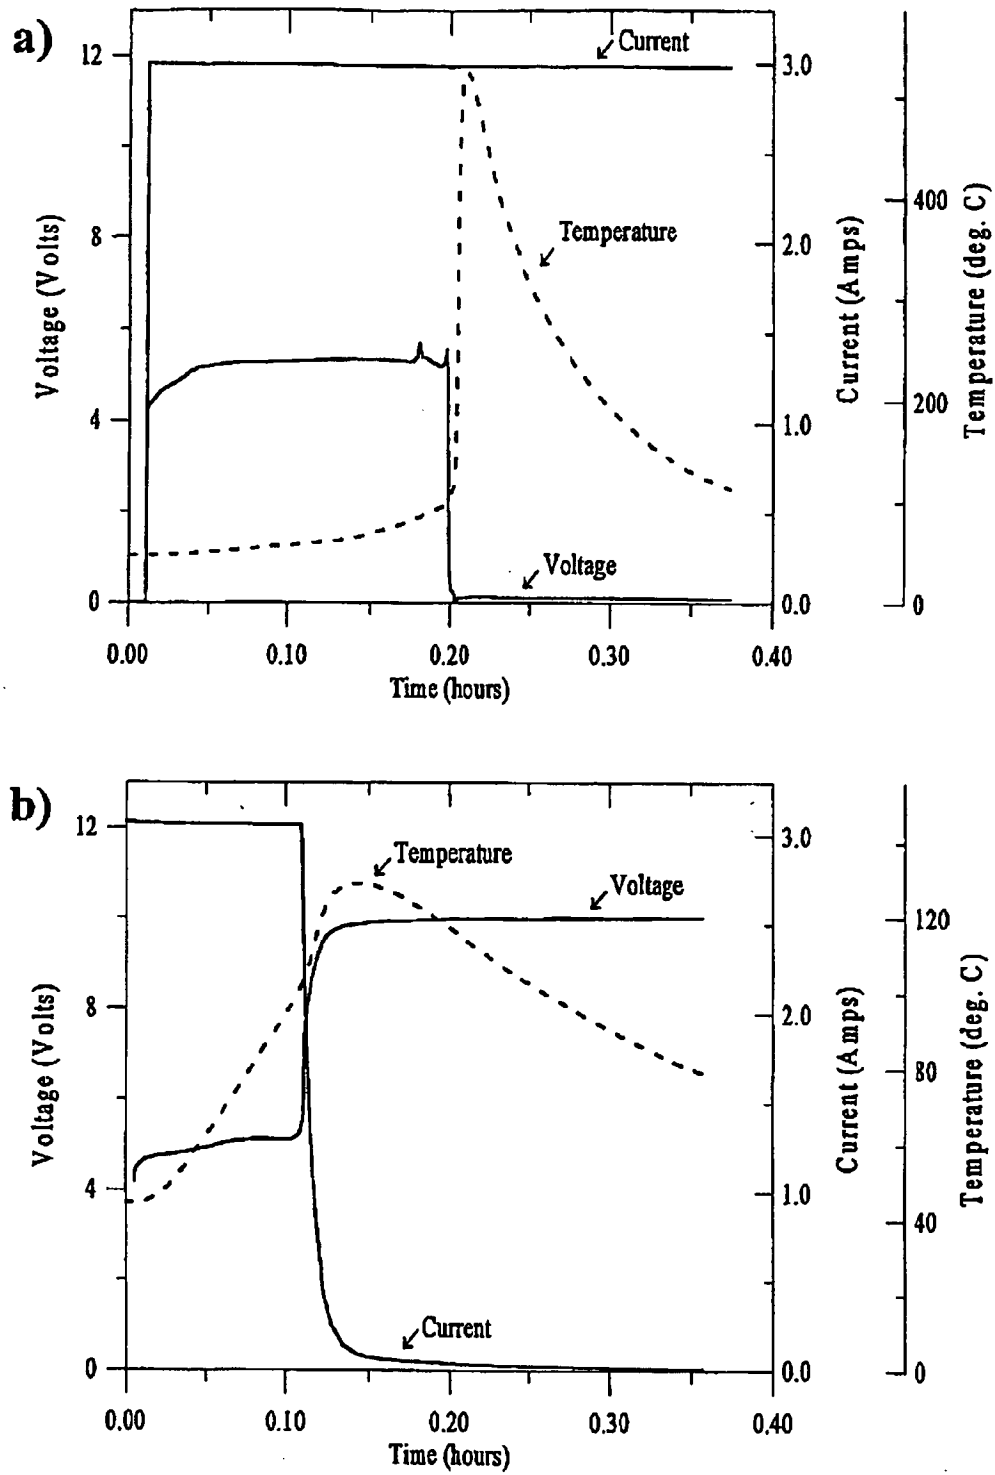 a)
Current
Temperature
Voltage
12
8
4
0
Voltage (Volts)
3.0
2.0
1.0
0.0
Current (Amps)
400
200
0
Temperature (deg. C)
0.00 0.10 0.20 0.30 0.40
Time (hours)
b)
Temperature
Voltage
Current
12
8
4
0
Voltage (Volts)
3.0
2.0
1.0
0.0
Current (Amps)
120
80
40
0
Temperature (deg. C)
0.00 0.10 0.20 0.30 0.40
Time (hours)